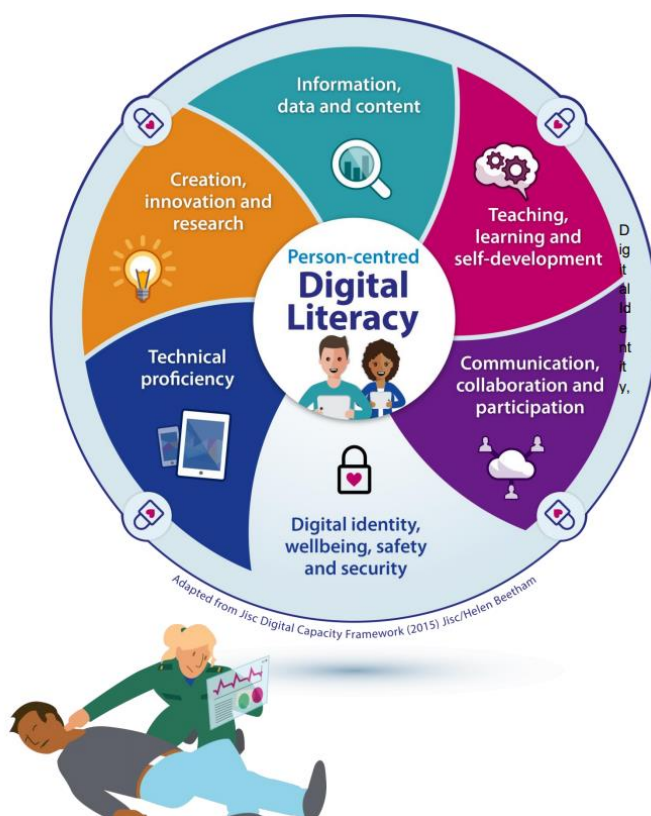 Information,
data and content
Creation,
innovation and
research
Teaching,
learning and
self-development
Person-centred
Digital
Literacy
Technical
proficiency
Communication,
collaboration and
participation
Digital identity,
wellbeing, safety
and security
D
ig
it
al Id
e
nt
it
y,
Adapted from Jisc Digital Capacity Framework (2015) Jisc/Helen Beetham